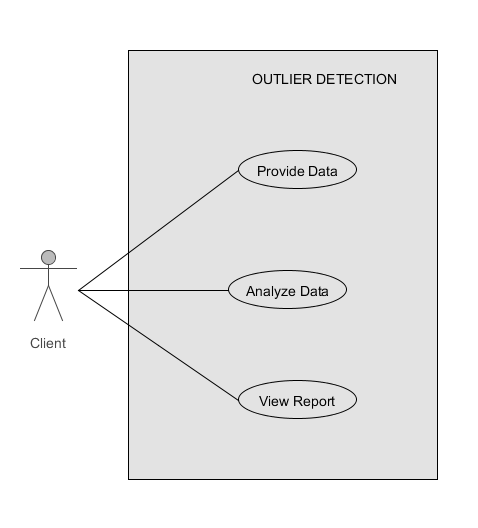 OUTLIER DETECTION
Provide Data
Analyze Data
Client
View Report